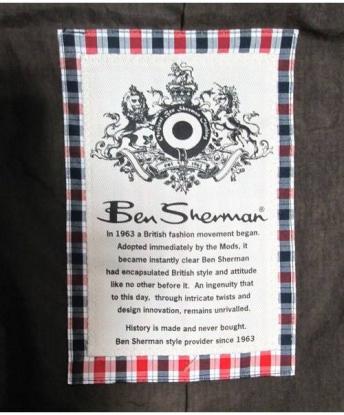 Ben Sherman®
In 1963 a British fashion movement began.
Adopted immediately by the Mods, it
became instantly clear Ben Sherman
had encapsulated British style and attitude
like no other before it. An ingenuity that
to this day, through intricate twists and
design innovation, remains unrivalled.
History is made and never bought.
Ben Sherman style provider since 1963